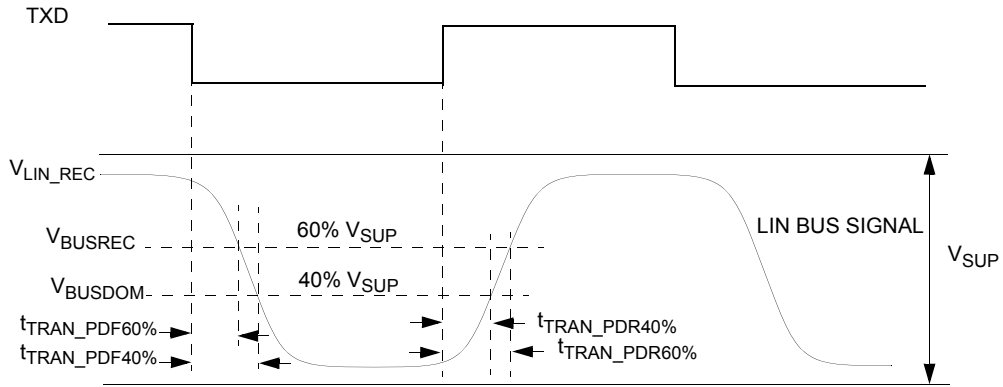 TXD
VLIN_REC
VBUSREC
60% VSUP
LIN BUS SIGNAL
VSUP
VBUSDOM
40% VSUP
tTRAN_PDF60%
tTRAN_PDR40%
tTRAN_PDF40%
tTRAN_PDR60%